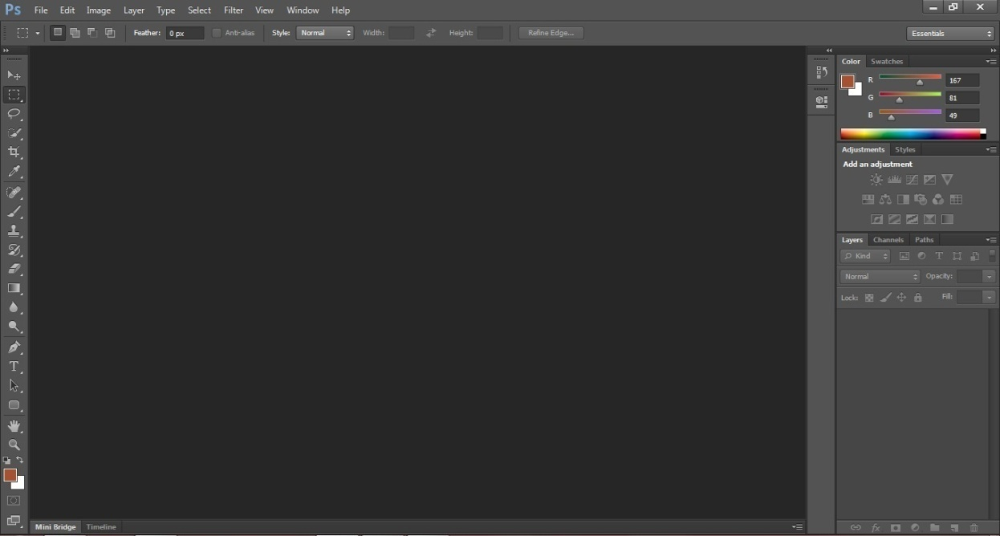 Ps File Edit Image Layer Type Select Filter View Window Help
Feather: 0 px Anti-alias Style: Normal Width: Height: Refine Edge... Essentials
Color Swatches
R 167
G 81
B 49
Adjustments Styles
Add an adjustment
Layers Channels Paths
Kind
Normal Opacity:
Lock: Fill:
Mini Bridge Timeline